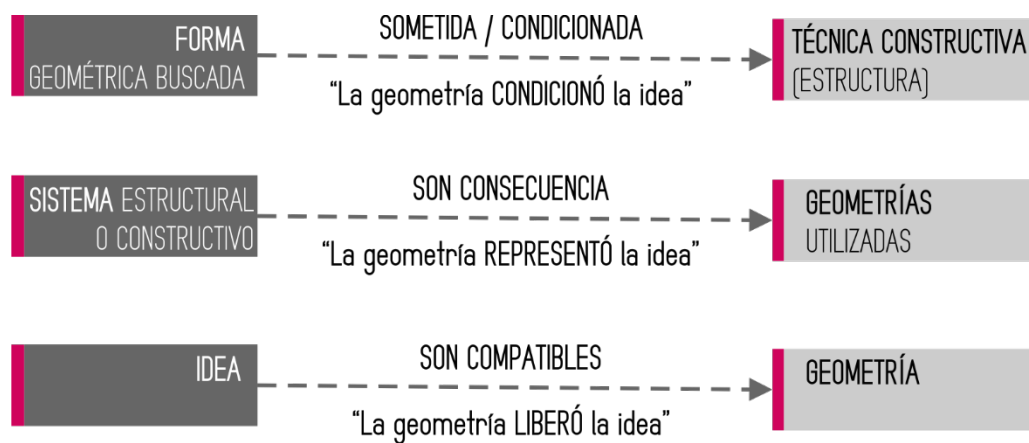 FORMA
GEOMÉTRICA BUSCADA
SOMETIDA / CONDICIONADA
“La geometría CONDICIONÓ la idea”
TÉCNICA CONSTRUCTIVA
(ESTRUCTURA)
SISTEMA ESTRUCTURAL
O CONSTRUCTIVO
SON CONSECUENCIA
“La geometría REPRESENTÓ la idea”
GEOMETRÍAS
UTILIZADAS
IDEA
SON COMPATIBLES
“La geometría LIBERÓ la idea”
GEOMETRÍA